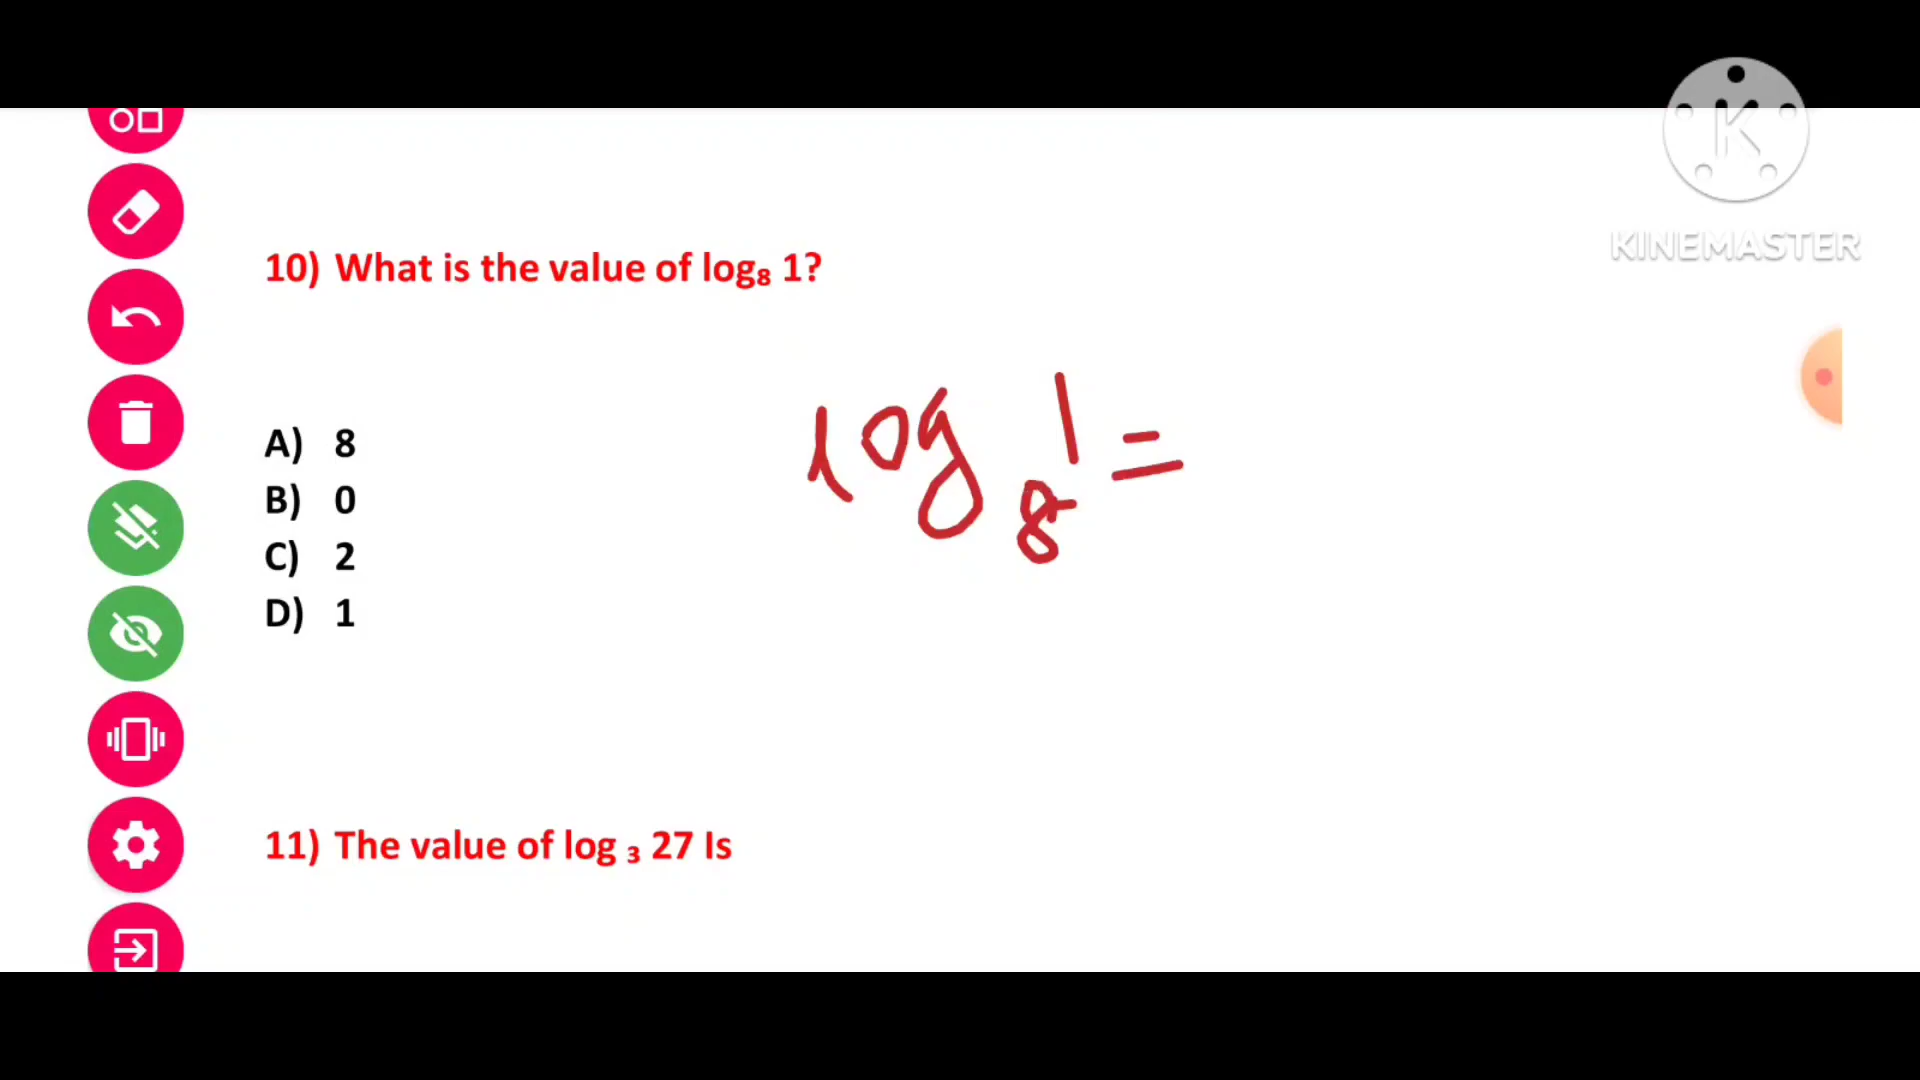 K
KINEMASTER
10) What is the value of log₈ 1?
log₈ 1 =
A) 8
B) 0
C) 2
D) 1
11) The value of log ₃ 27 Is